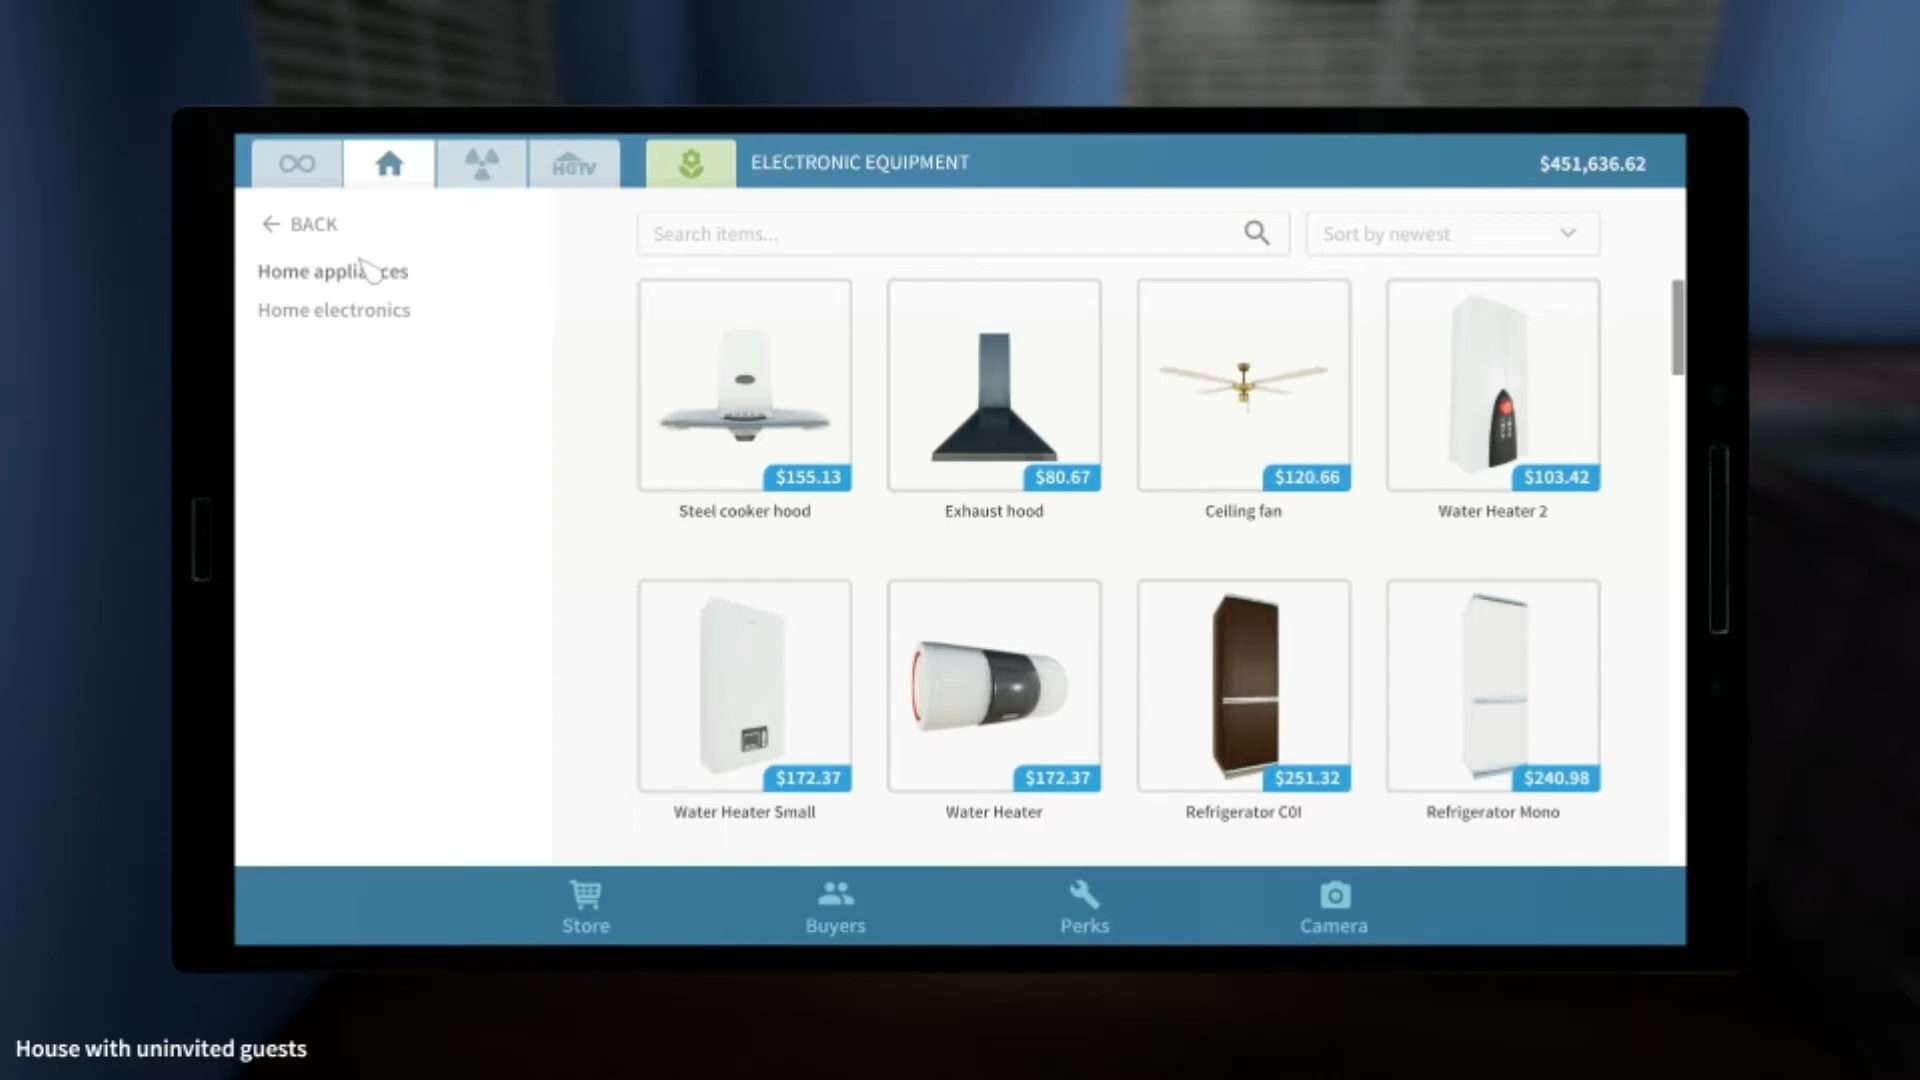 HGTV
ELECTRONIC EQUIPMENT
$451,636.62
BACK
Search items...
Sort by newest
Home appliances
Home electronics
$155.13
$80.67
$120.66
$103.42
Steel cooker hood
Exhaust hood
Ceiling fan
Water Heater 2
$172.37
$172.37
$251.32
$240.98
Water Heater Small
Water Heater
Refrigerator C0I
Refrigerator Mono
Store
Buyers
Perks
Camera
House with uninvited guests